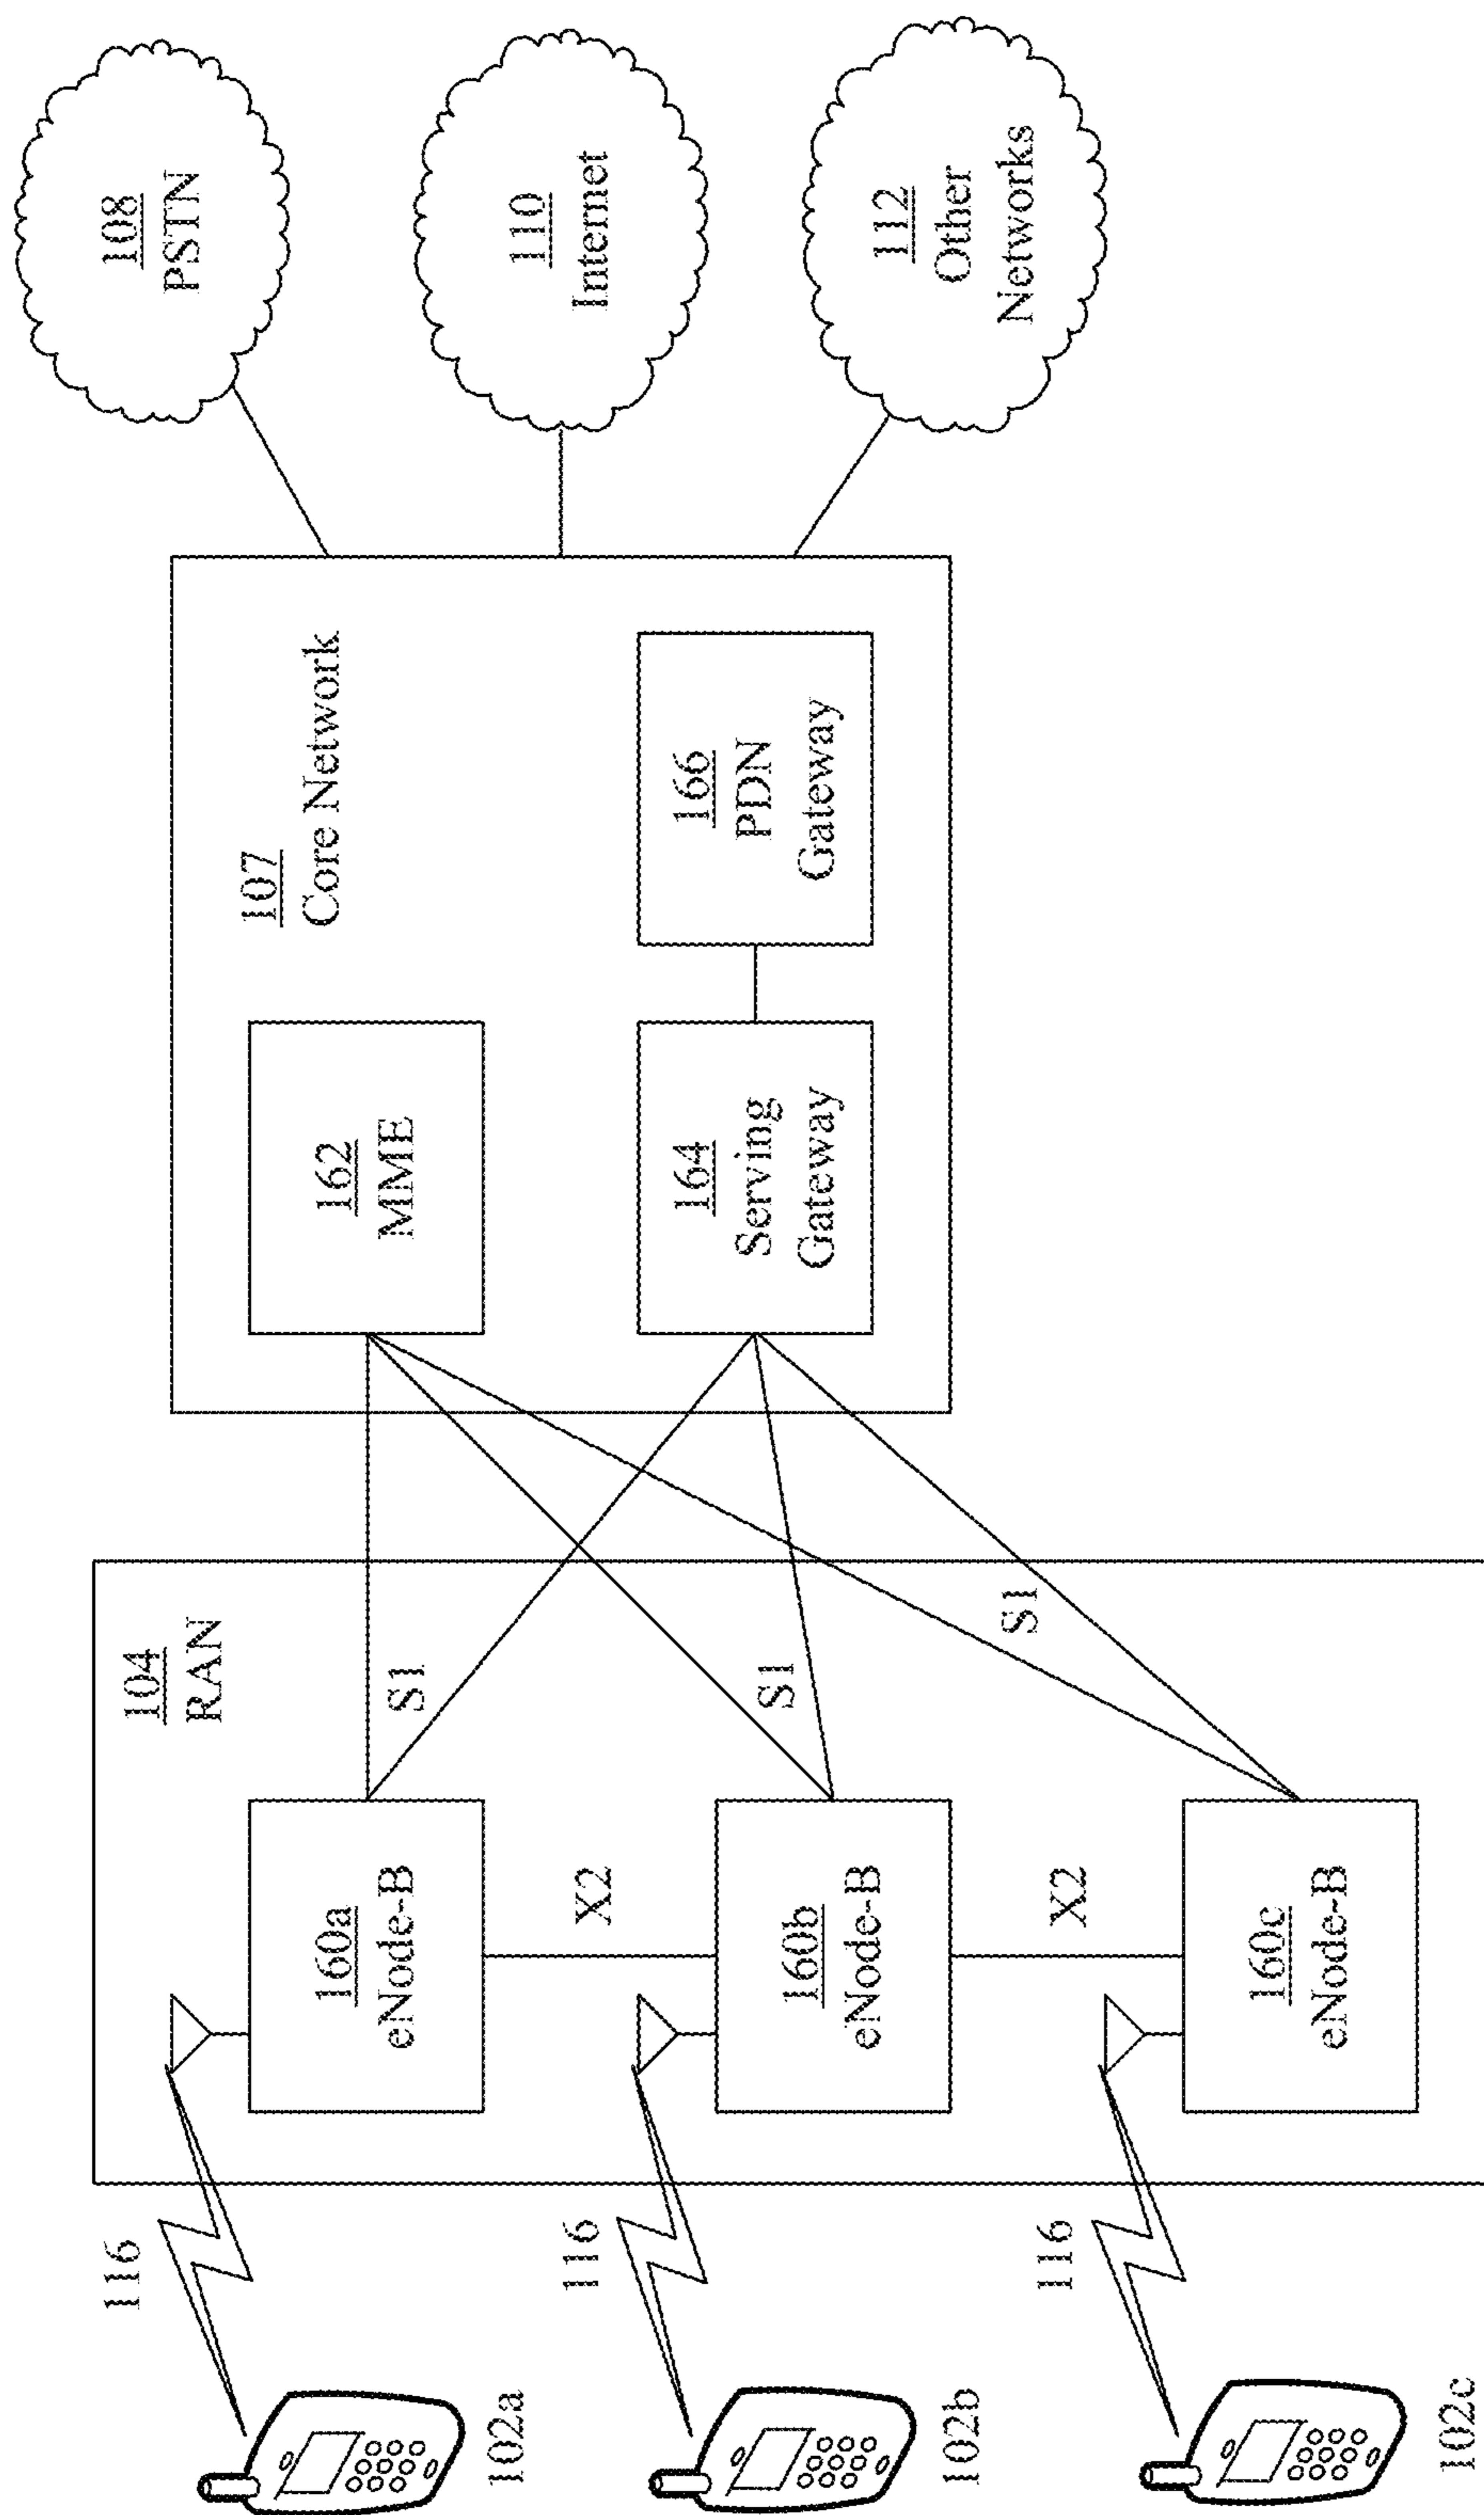 116
102a
116
102b
116
102c
104
RAN
160a
eNode-B
X2
160b
eNode-B
X2
160c
eNode-B
S1
S1
S1
107
Core Network
162
MME
164
Serving
Gateway
166
PDN
Gateway
108
PSTN
110
Internet
112
Other
Networks